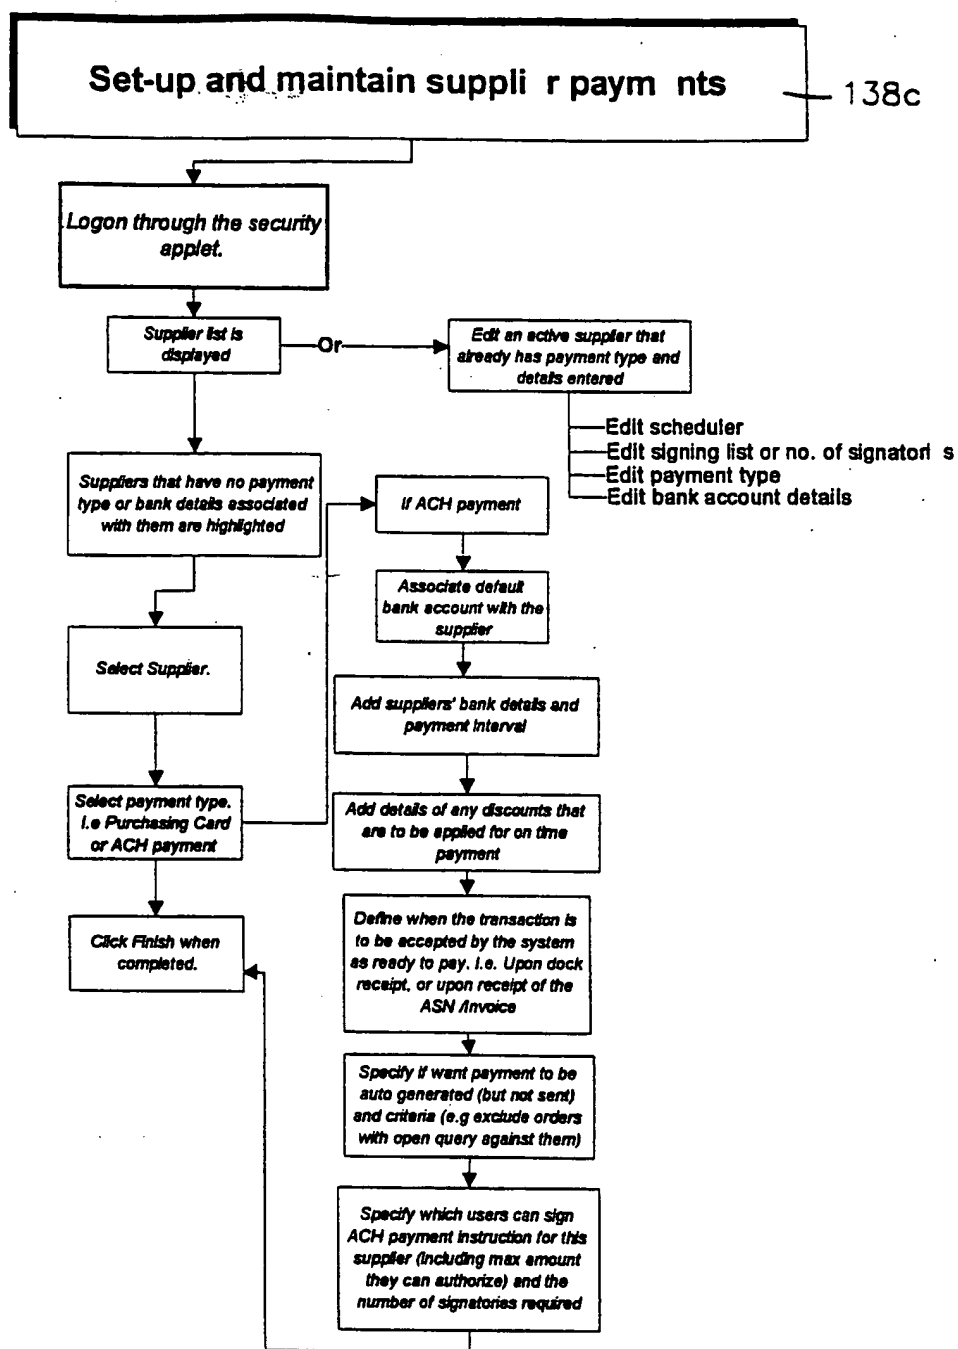 Set-up and maintain suppli r paym nts
138c
Logon through the security
applet.
Supplier list is
displayed
Or
Edit an active supplier that
already has payment type and
details entered
Edit scheduler
Edit signing list or no. of signatori s
Edit payment type
Edit bank account details
Suppliers that have no payment
type or bank details associated
with them are highlighted
Select Supplier.
Select payment type.
I.e Purchasing Card
or ACH payment
Click Finish when
completed.
If ACH payment
Associate default
bank account with the
supplier
Add suppliers' bank details and
payment interval
Add details of any discounts that
are to be applied for on time
payment
Define when the transaction is
to be accepted by the system
as ready to pay. I.e. Upon dock
receipt, or upon receipt of the
ASN /Invoice
Specify if want payment to be
auto generated (but not sent)
and criteria (e.g exclude orders
with open query against them)
Specify which users can sign
ACH payment instruction for this
supplier (including max amount
they can authorize) and the
number of signatories required